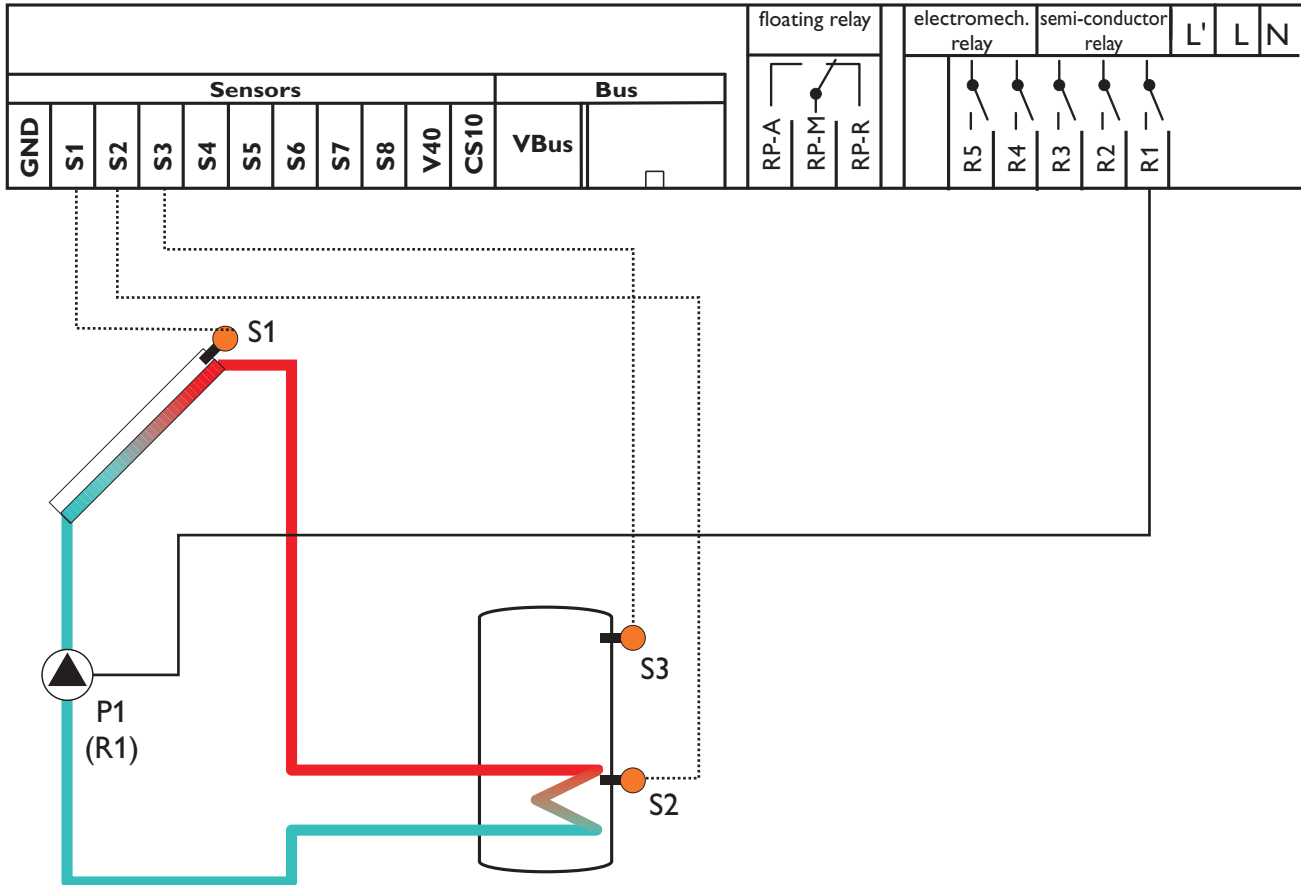 floating relay
electromech.
relay
semi-conductor
relay
L'
L
N
Sensors
Bus
GND
S1
S2
S3
S4
S5
S6
S7
S8
V40
CS10
VBus
RP-A
RP-M
RP-R
R5
R4
R3
R2
R1
S1
S3
P1
(R1)
S2